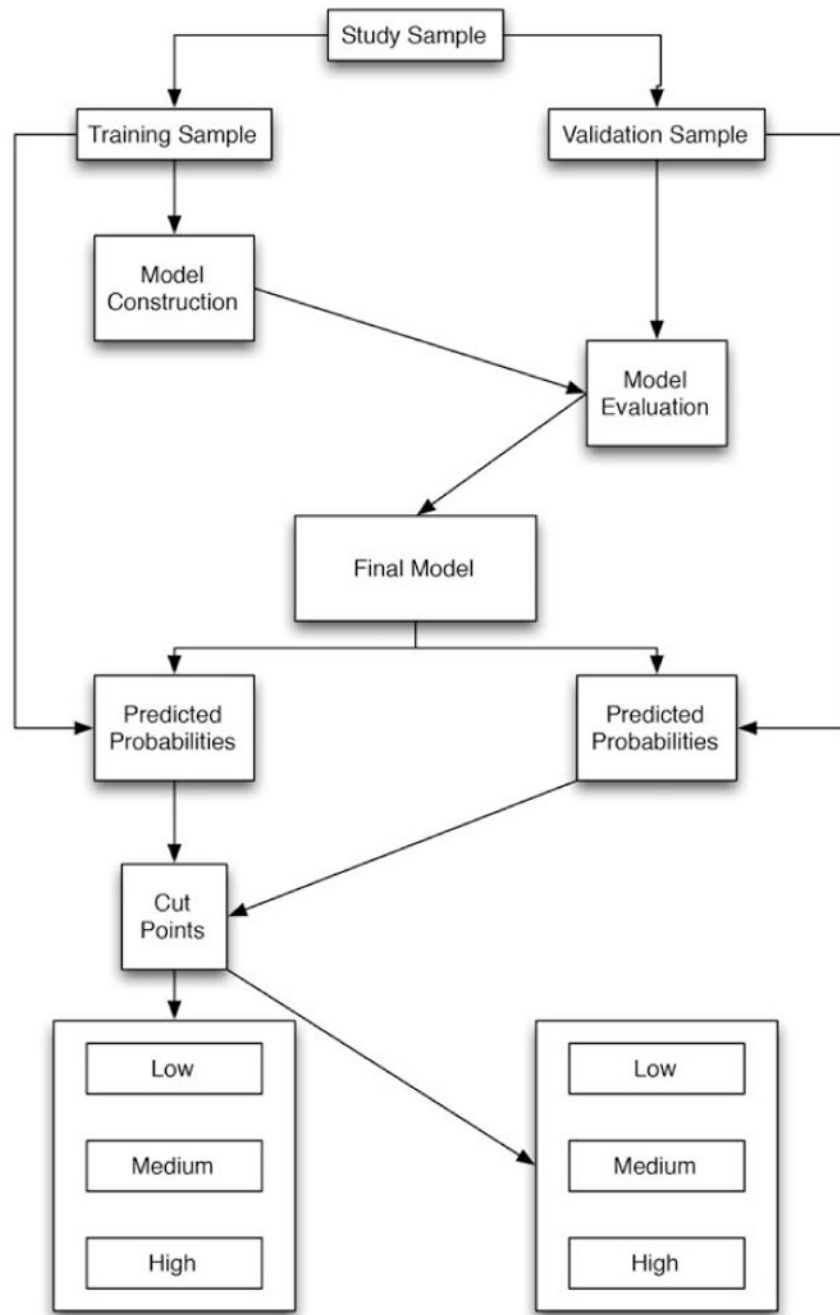 Study Sample
Training Sample
Validation Sample
Model
Construction
Model
Evaluation
Final Model
Predicted
Probabilities
Predicted
Probabilities
Cut
Points
Low
Medium
High
Low
Medium
High